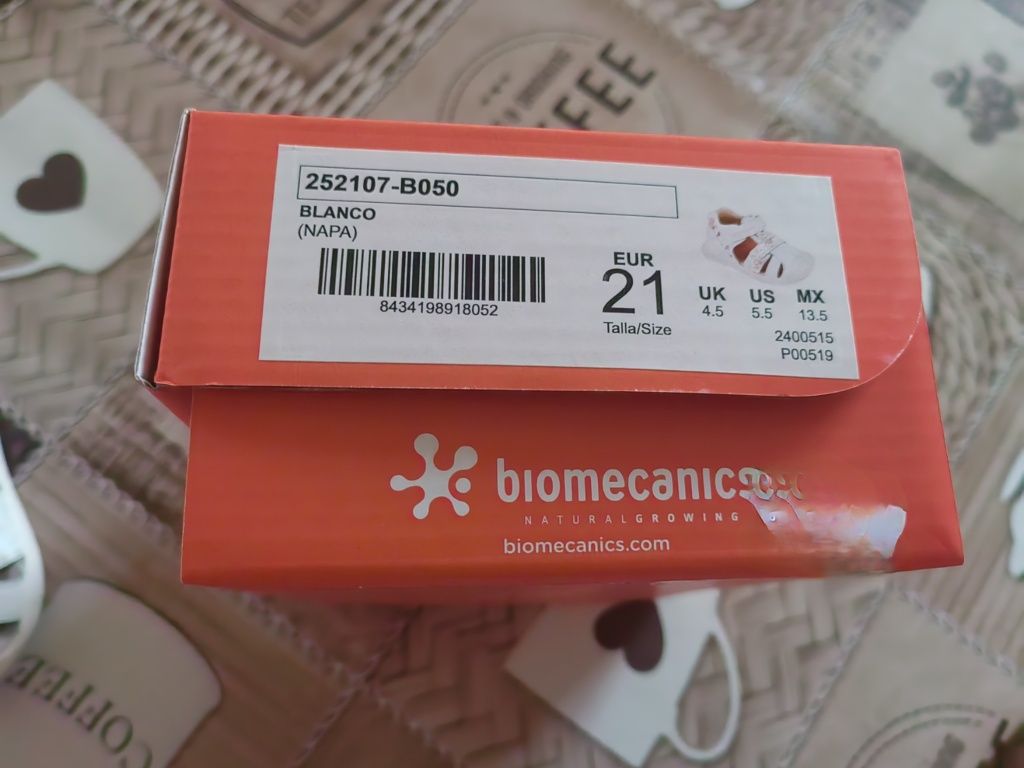 FEE
252107-B050
BLANCO
(NAPA)
8434198918052
EUR
21
Talla/Size
UK US MX
4.5 5.5 13.5
2400515
P00519
biomecanics
NATURALGROWING
biomecanics.com
COFFEE